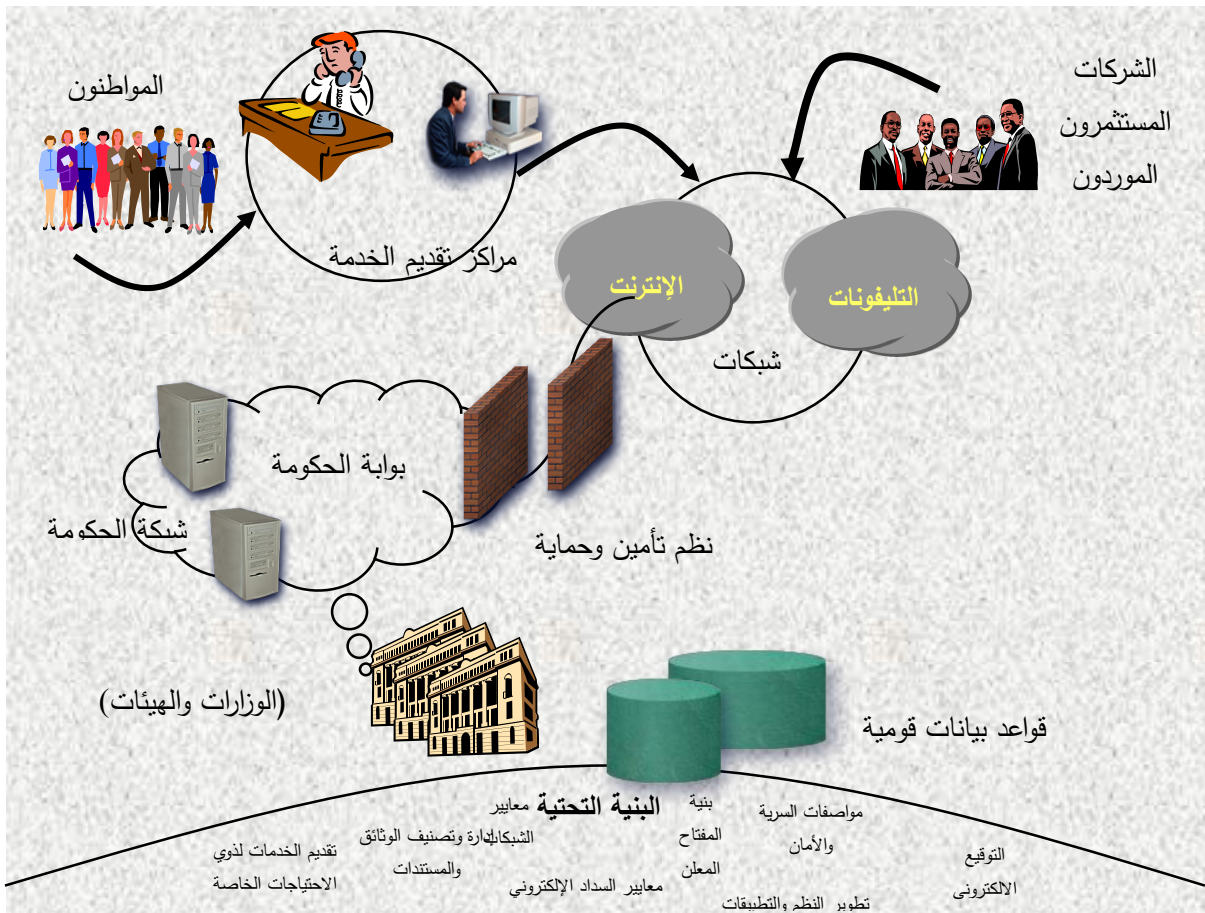 المواطنون
الشركات
المستثمرون
الموردون
مراكز تقديم الخدمة
الإنترنت
التليفونات
شبكات
بوابة الحكومة
شبكة الحكومة
نظم تأمين وحماية
(الوزارات والهيئات)
قواعد بيانات قومية
البنية التحتية
معايير
الشبكات
بنية
المفتاح
المعلن
مواصفات السرية
والأمان
التوقيع
الالكترونى
إدارة وتصنيف الوثائق
والمستندات
تقديم الخدمات لذوي
الاحتياجات الخاصة
معايير السداد الإلكتروني
تطوير النظم والتطبيقات